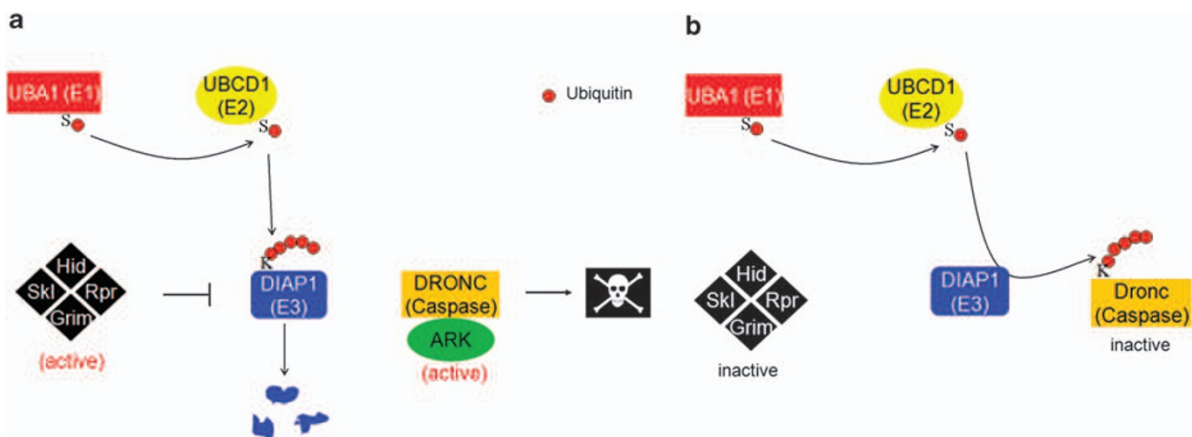 a
UBA1 (E1)
S
UBCD1
(E2)
S
Ubiquitin
K
DIAP1
(E3)
Hid
Skl Rpr
Grim
(active)
DRONC
(Caspase)
ARK
(active)
b
UBA1 (E1)
S
UBCD1
(E2)
S
Hid
Skl Rpr
Grim
inactive
DIAP1
(E3)
K
Dronc
(Caspase)
inactive